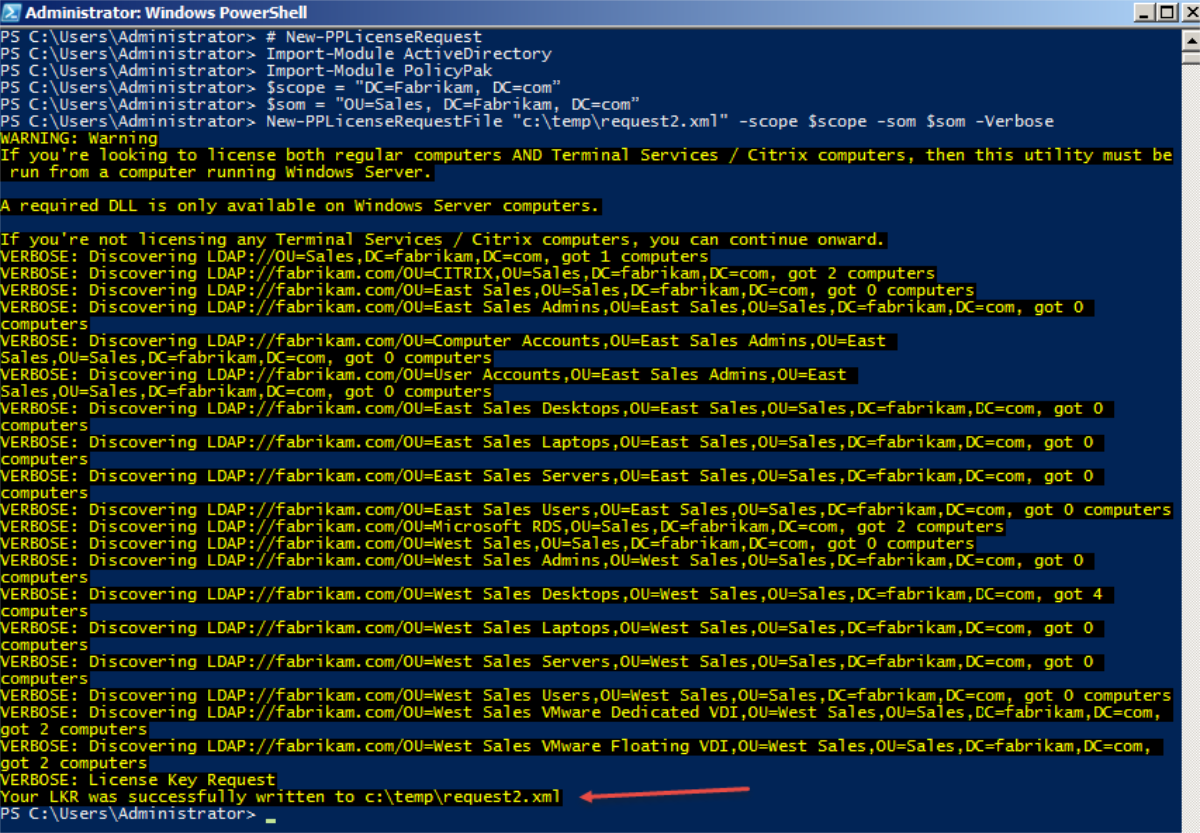 Administrator: Windows PowerShell
PS C:\Users\Administrator> # New-PPLicenseRequest
PS C:\Users\Administrator> Import-Module ActiveDirectory
PS C:\Users\Administrator> Import-Module PolicyPak
PS C:\Users\Administrator> $scope = "DC=Fabrikam, DC=com"
PS C:\Users\Administrator> $som = "OU=Sales, DC=Fabrikam, DC=com"
PS C:\Users\Administrator> New-PPLicenseRequestFile "c:\temp\request2.xml" -scope $scope -som $som -Verbose
WARNING: Warning
If you're looking to license both regular computers AND Terminal Services / Citrix computers, then this utility must be
 run from a computer running Windows Server.
A required DLL is only available on Windows Server computers.
If you're not licensing any Terminal Services / Citrix computers, you can continue onward.
VERBOSE: Discovering LDAP://OU=Sales,DC=fabrikam,DC=com, got 1 computers
VERBOSE: Discovering LDAP://fabrikam.com/OU=CITRIX,OU=Sales,DC=fabrikam,DC=com, got 2 computers
VERBOSE: Discovering LDAP://fabrikam.com/OU=East Sales,OU=Sales,DC=fabrikam,DC=com, got 0 computers
VERBOSE: Discovering LDAP://fabrikam.com/OU=East Sales Admins,OU=East Sales,OU=Sales,DC=fabrikam,DC=com, got 0
computers
VERBOSE: Discovering LDAP://fabrikam.com/OU=Computer Accounts,OU=East Sales Admins,OU=East
Sales,OU=Sales,DC=fabrikam,DC=com, got 0 computers
VERBOSE: Discovering LDAP://fabrikam.com/OU=User Accounts,OU=East Sales Admins,OU=East
Sales,OU=Sales,DC=fabrikam,DC=com, got 0 computers
VERBOSE: Discovering LDAP://fabrikam.com/OU=East Sales Desktops,OU=East Sales,OU=Sales,DC=fabrikam,DC=com, got 0
computers
VERBOSE: Discovering LDAP://fabrikam.com/OU=East Sales Laptops,OU=East Sales,OU=Sales,DC=fabrikam,DC=com, got 0
computers
VERBOSE: Discovering LDAP://fabrikam.com/OU=East Sales Servers,OU=East Sales,OU=Sales,DC=fabrikam,DC=com, got 0
computers
VERBOSE: Discovering LDAP://fabrikam.com/OU=East Sales Users,OU=East Sales,OU=Sales,DC=fabrikam,DC=com, got 0 computers
VERBOSE: Discovering LDAP://fabrikam.com/OU=Microsoft RDS,OU=Sales,DC=fabrikam,DC=com, got 2 computers
VERBOSE: Discovering LDAP://fabrikam.com/OU=West Sales,OU=Sales,DC=fabrikam,DC=com, got 0 computers
VERBOSE: Discovering LDAP://fabrikam.com/OU=West Sales Admins,OU=West Sales,OU=Sales,DC=fabrikam,DC=com, got 0
computers
VERBOSE: Discovering LDAP://fabrikam.com/OU=West Sales Desktops,OU=West Sales,OU=Sales,DC=fabrikam,DC=com, got 4
computers
VERBOSE: Discovering LDAP://fabrikam.com/OU=West Sales Laptops,OU=West Sales,OU=Sales,DC=fabrikam,DC=com, got 0
computers
VERBOSE: Discovering LDAP://fabrikam.com/OU=West Sales Servers,OU=West Sales,OU=Sales,DC=fabrikam,DC=com, got 0
computers
VERBOSE: Discovering LDAP://fabrikam.com/OU=West Sales Users,OU=West Sales,OU=Sales,DC=fabrikam,DC=com, got 0 computers
VERBOSE: Discovering LDAP://fabrikam.com/OU=West Sales VMware Dedicated VDI,OU=West Sales,OU=Sales,DC=fabrikam,DC=com,
got 2 computers
VERBOSE: Discovering LDAP://fabrikam.com/OU=West Sales VMware Floating VDI,OU=West Sales,OU=Sales,DC=fabrikam,DC=com,
got 2 computers
VERBOSE: License Key Request
Your LKR was successfully written to c:\temp\request2.xml
PS C:\Users\Administrator> _